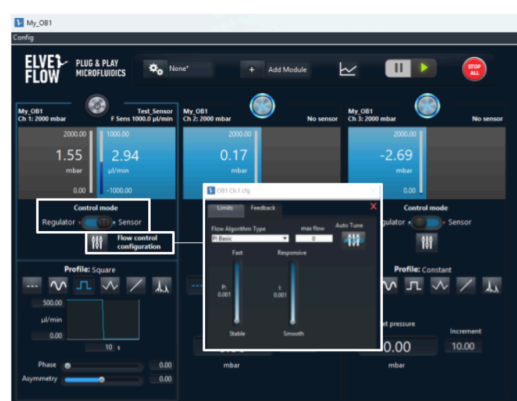 My_OB1
Config
ELVE FLOW
PLUG & PLAY
MICROFLUIDICS
None*
+ Add Module
STOP
ALL
My_OB1
Ch 1: 2000 mbar
Test_Sensor
F Sens 1000.0 µl/min
My_OB1
Ch 2: 2000 mbar
No sensor
My_OB1
Ch 3: 2000 mbar
No sensor
2000.00
1000.00
2000.00
2000.00
1.55
2.94
0.17
-2.69
mbar
µl/min
mbar
mbar
0.00
-1000.00
0.00
Control mode
Regulator
Sensor
Flow control
configuration
OB1 Ch1 cfg
Limits
Feedback
X
Flow Algorithm Type
PI Basic
max flow
0
Auto Tune
Fast
Responsive
P:
0.001
I:
0.001
Stable
Smooth
Control mode
Sensor
Profile: Square
500.00
µl/min
0.00
10 s
Phase
0.00
Asymmetry
0.00
mbar
Profile: Constant
pressure
Increment
0.00
10.00
mbar